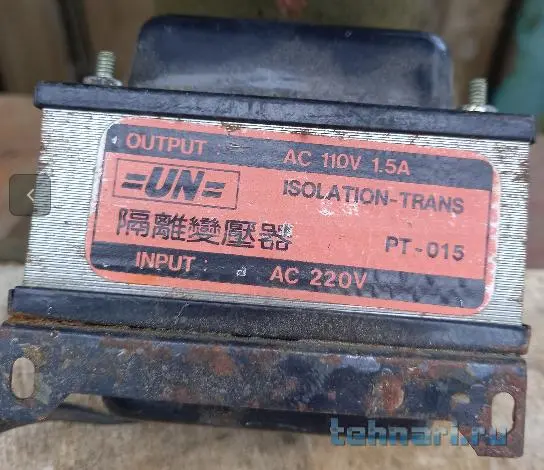 OUTPUT : AC 110V 1.5A
=UN= ISOLATION-TRANS
隔離變壓器 PT-015
INPUT : AC 220V
tehnari.ru